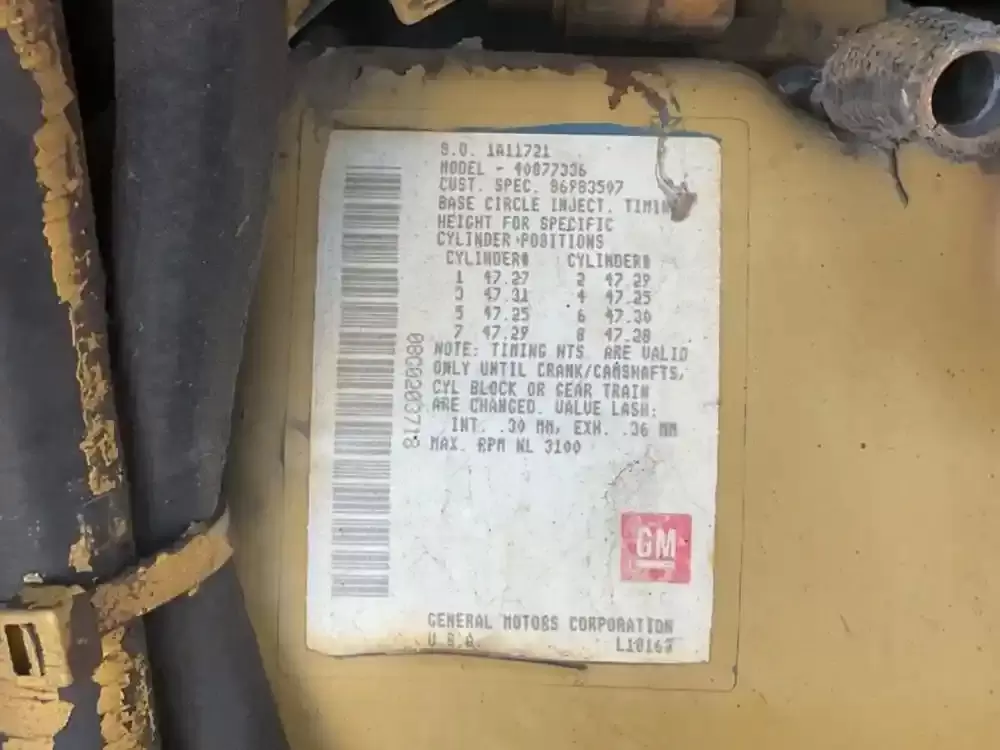 S.O. 1A11721
MODEL - 40877336
CUST. SPEC. 86983507
BASE CIRCLE INJECT. TIMING
HEIGHT FOR SPECIFIC
CYLINDER POSITIONS
CYLINDER# CYLINDER#
1 47.27 2 47.29
3 47.31 4 47.25
5 47.25 6 47.30
7 47.29 8 47.28
NOTE: TIMING HTS. ARE VALID
ONLY UNTIL CRANK/CAMSHAFTS,
CYL BLOCK OR GEAR TRAIN
ARE CHANGED. VALVE LASH:
INT. .30 MM, EXH. .36 MM
MAX. RPM NL 3100
08G0203718
GM
GENERAL MOTORS CORPORATION
U.S.A. L10163